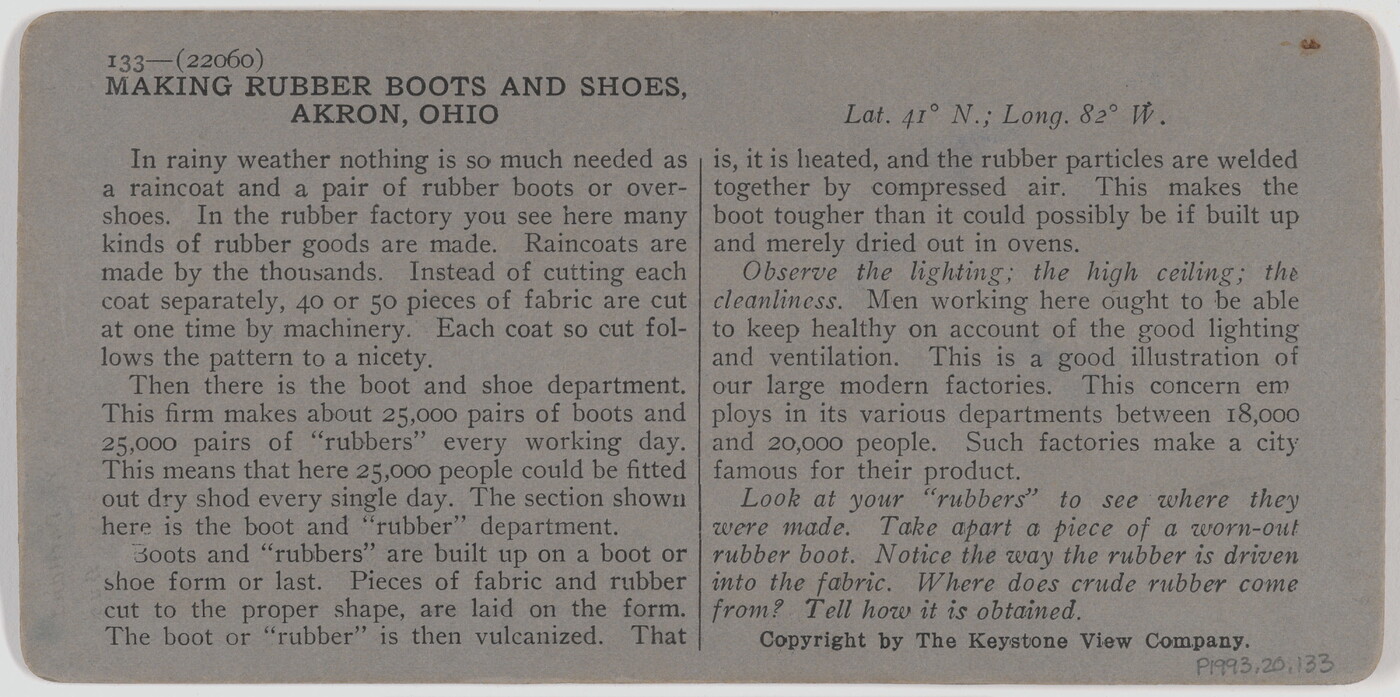 133—(22060)
MAKING RUBBER BOOTS AND SHOES,
AKRON, OHIO
Lat. 41° N.; Long. 82° W.
In rainy weather nothing is so much needed as
a raincoat and a pair of rubber boots or over-
shoes. In the rubber factory you see here many
kinds of rubber goods are made. Raincoats are
made by the thousands. Instead of cutting each
coat separately, 40 or 50 pieces of fabric are cut
at one time by machinery. Each coat so cut fol-
lows the pattern to a nicety.
Then there is the boot and shoe department.
This firm makes about 25,000 pairs of boots and
25,000 pairs of “rubbers” every working day.
This means that here 25,000 people could be fitted
out dry shod every single day. The section shown
here is the boot and “rubber” department.
Boots and “rubbers” are built up on a boot or
shoe form or last. Pieces of fabric and rubber
cut to the proper shape, are laid on the form.
The boot or “rubber” is then vulcanized. That
is, it is heated, and the rubber particles are welded
together by compressed air. This makes the
boot tougher than it could possibly be if built up
and merely dried out in ovens.
Observe the lighting; the high ceiling; the
cleanliness. Men working here ought to be able
to keep healthy on account of the good lighting
and ventilation. This is a good illustration of
our large modern factories. This concern em
ploys in its various departments between 18,000
and 20,000 people. Such factories make a city
famous for their product.
Look at your “rubbers” to see where they
were made. Take apart a piece of a worn-out
rubber boot. Notice the way the rubber is driven
into the fabric. Where does crude rubber come
from? Tell how it is obtained.
Copyright by The Keystone View Company.
P1993.20.133